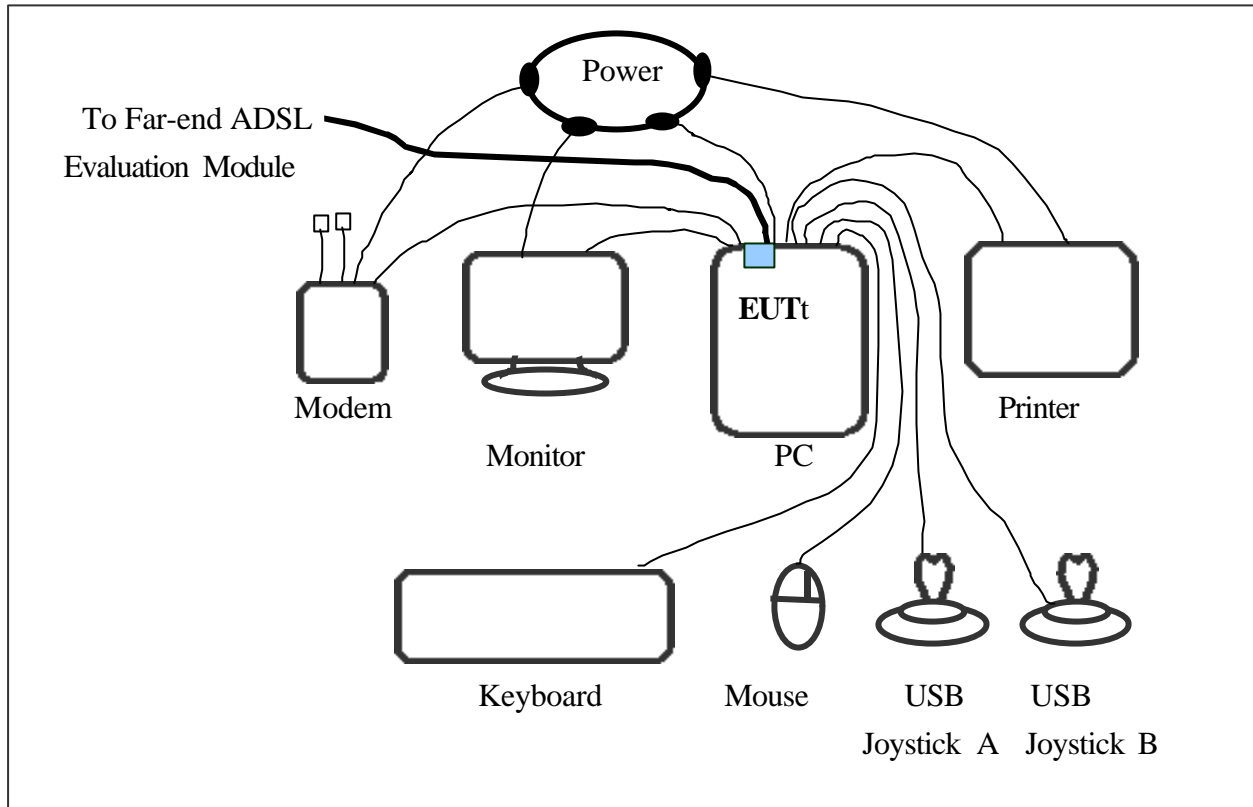 Power
To Far-end ADSL
Evaluation Module
EUTt
Modem
Monitor
PC
Printer
Keyboard
Mouse
USB
Joystick A
USB
Joystick B